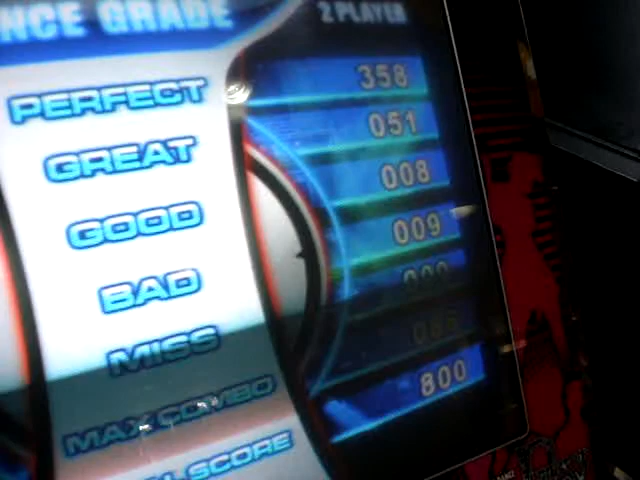 NCE GRADE
2 PLAYER
PERFECT 358
GREAT 051
GOOD 008
BAD 009
MISS
MAX COMBO
L SCORE 800